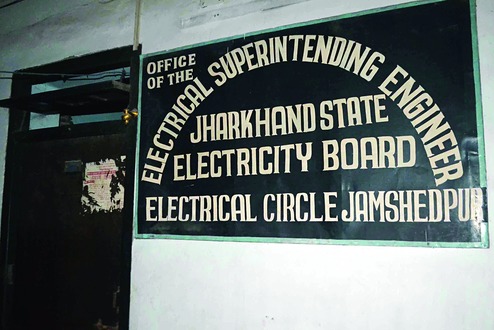 OFFICE
OF THE
ELECTRICAL SUPERINTENDING ENGINEER
JHARKHAND STATE
ELECTRICITY BOARD
ELECTRICAL CIRCLE JAMSHEDPUR